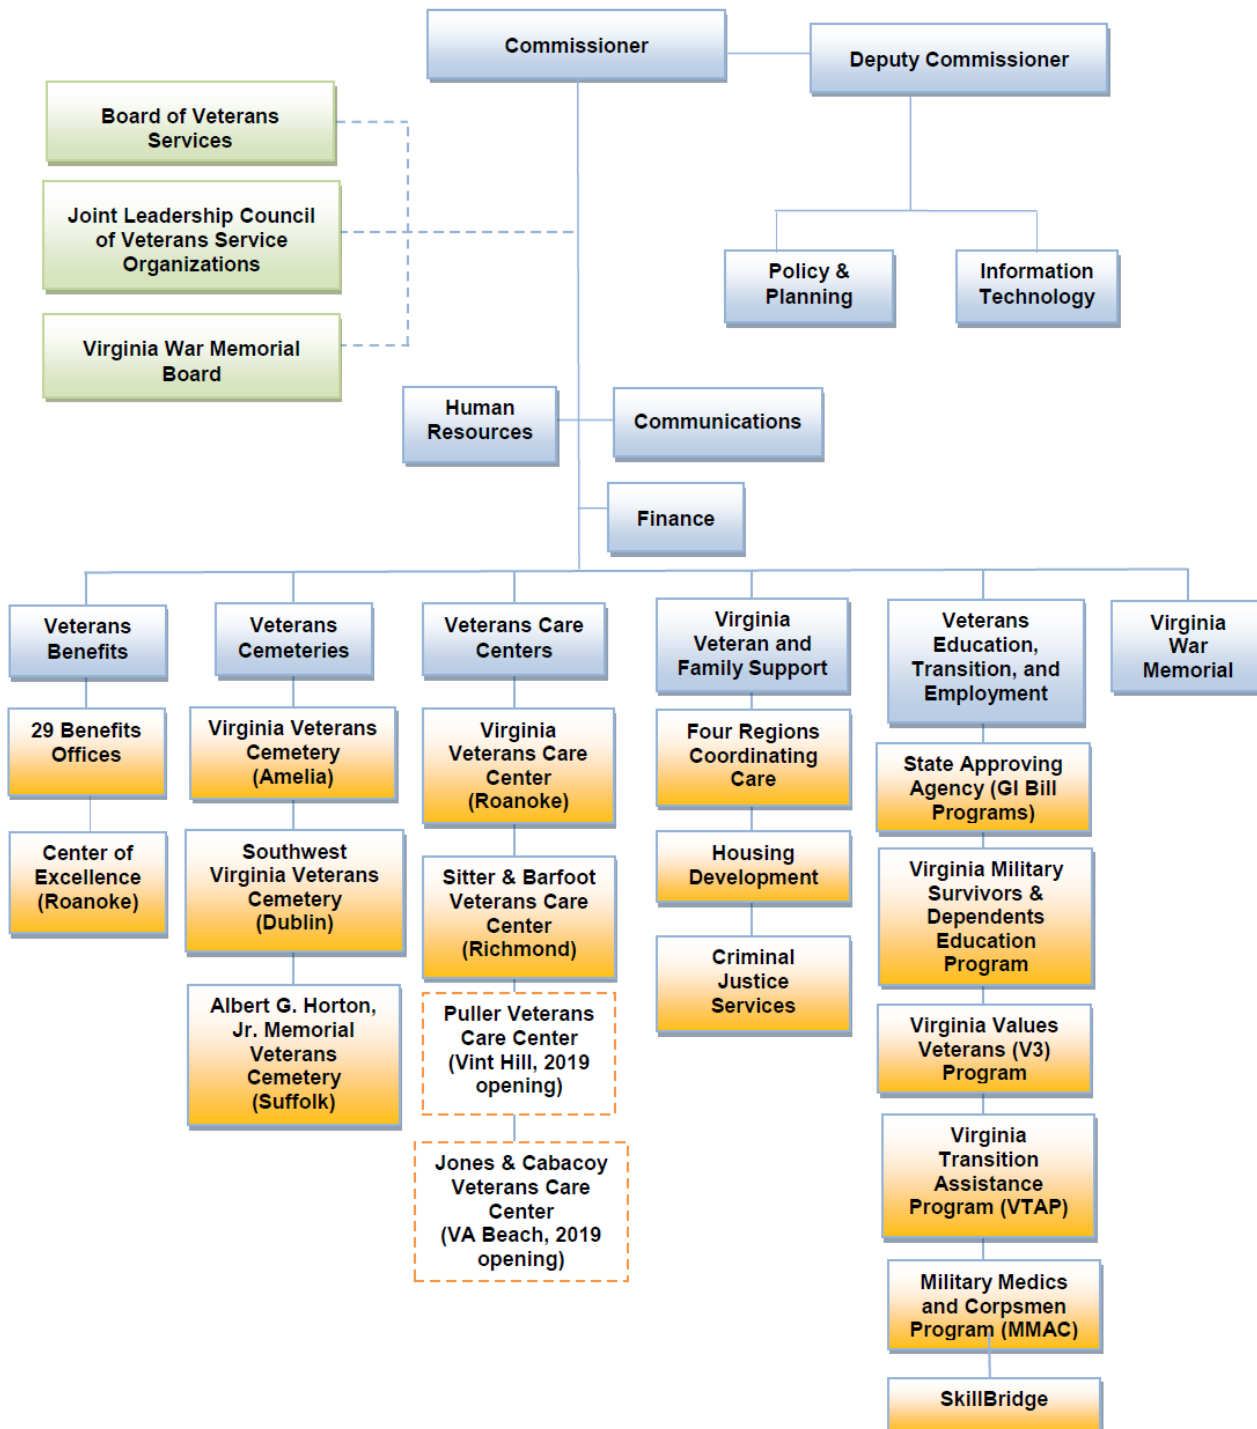 Commissioner
Deputy Commissioner
Board of Veterans
Services
Joint Leadership Council
of Veterans Service
Organizations
Virginia War Memorial
Board
Policy &
Planning
Information
Technology
Human
Resources
Communications
Finance
Veterans
Benefits
29 Benefits
Offices
Center of
Excellence
(Roanoke)
Veterans
Cemeteries
Virginia Veterans
Cemetery
(Amelia)
Southwest
Virginia Veterans
Cemetery
(Dublin)
Albert G. Horton,
Jr. Memorial
Veterans
Cemetery
(Suffolk)
Veterans Care
Centers
Virginia
Veterans Care
Center
(Roanoke)
Sitter & Barfoot
Veterans Care
Center
(Richmond)
Puller Veterans
Care Center
(Vint Hill, 2019
opening)
Jones & Cabacoy
Veterans Care
Center
(VA Beach, 2019
opening)
Virginia
Veteran and
Family Support
Four Regions
Coordinating
Care
Housing
Development
Criminal
Justice
Services
Veterans
Education,
Transition, and
Employment
State Approving
Agency (GI Bill
Programs)
Virginia Military
Survivors &
Dependents
Education
Program
Virginia Values
Veterans (V3)
Program
Virginia
Transition
Assistance
Program (VTAP)
Military Medics
and Corpsmen
Program (MMAC)
SkillBridge
Virginia
War
Memorial